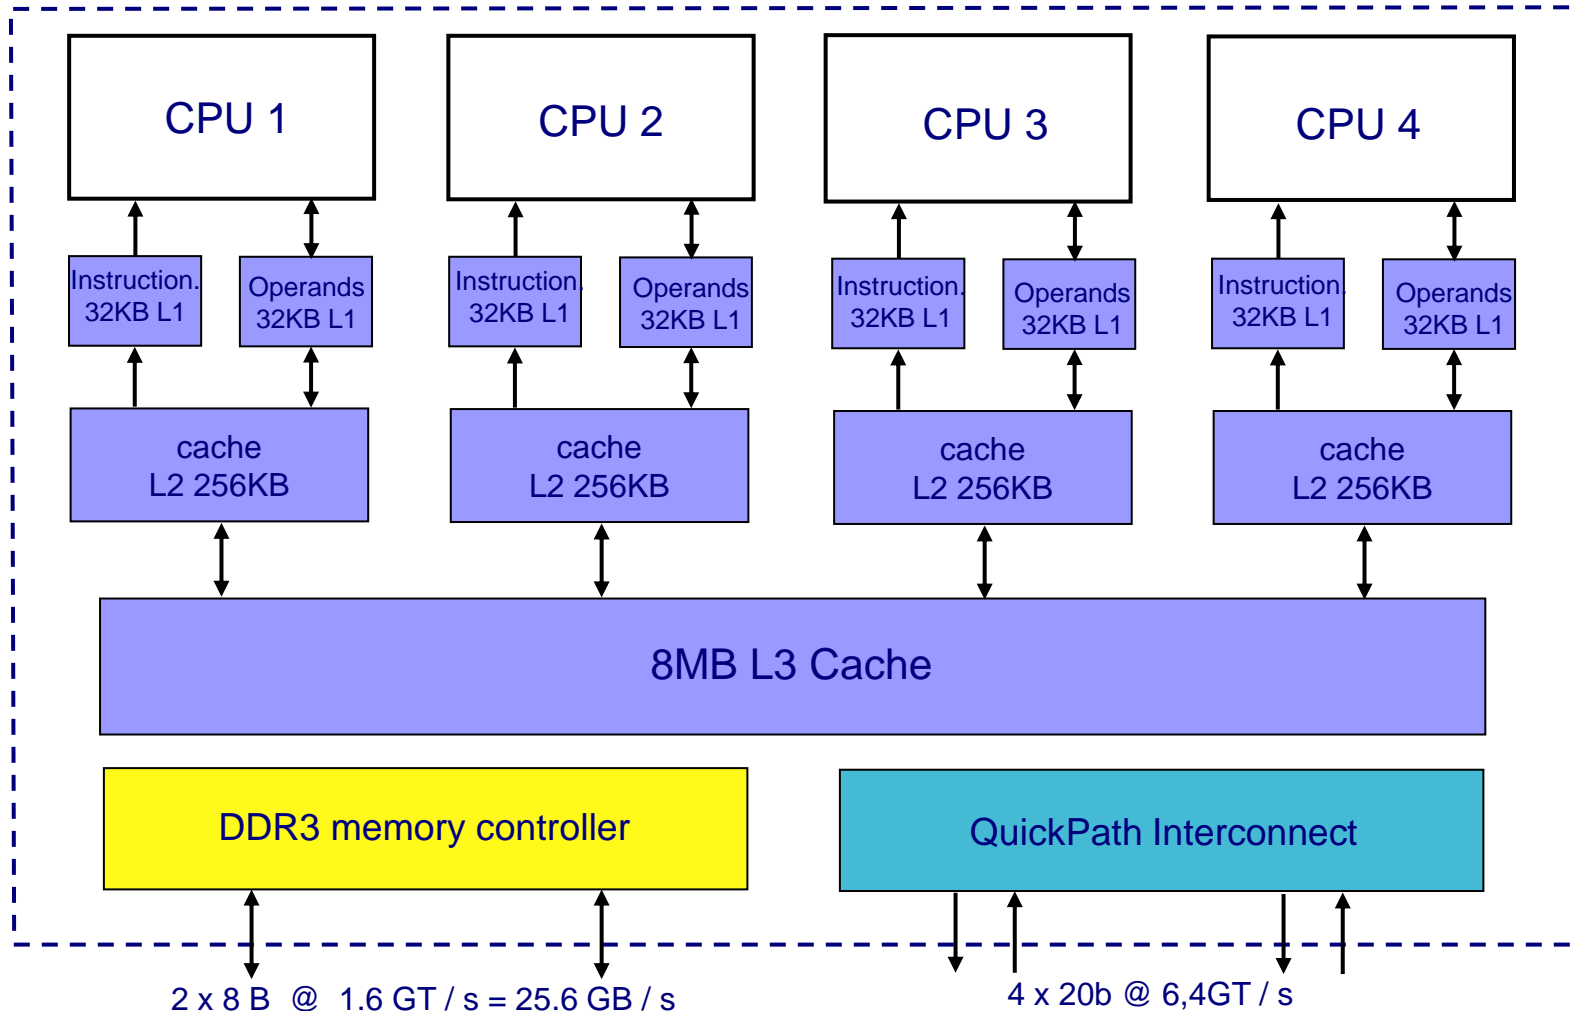 CPU 1
CPU 2
CPU 3
CPU 4
Instruction.
32KB L1
Operands
32KB L1
Instruction.
32KB L1
Operands
32KB L1
Instruction.
32KB L1
Operands
32KB L1
Instruction.
32KB L1
Operands
32KB L1
cache
L2 256KB
cache
L2 256KB
cache
L2 256KB
cache
L2 256KB
8MB L3 Cache
DDR3 memory controller
QuickPath Interconnect
2 x 8 B @ 1.6 GT / s = 25.6 GB / s
4 x 20b @ 6,4GT / s